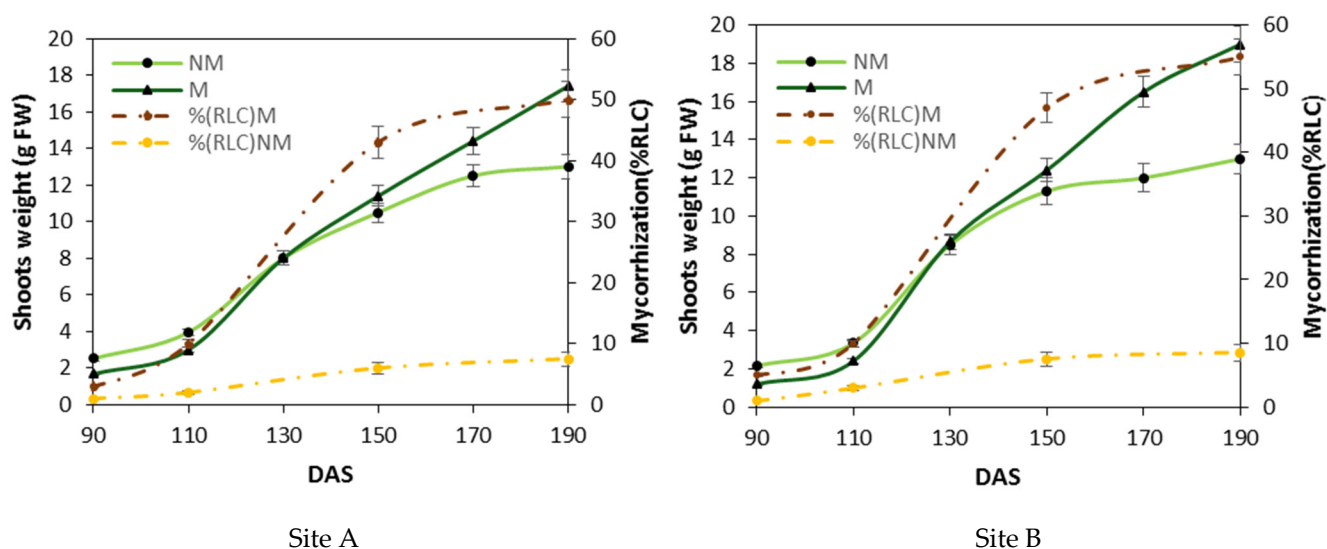 20
18
16
14
12
10
8
6
4
2
0
Shoots weight (g FW)
NM
M
%(RLC)M
%(RLC)NM
60
50
40
30
20
10
0
Mycorrhization(%RLC)
90 110 130 150 170 190
DAS
Site A
20
18
16
14
12
10
8
6
4
2
0
Shoots weight (g FW)
NM
M
%(RLC)M
%(RLC)NM
60
50
40
30
20
10
0
Mycorrhization(%RLC)
90 110 130 150 170 190
DAS
Site B